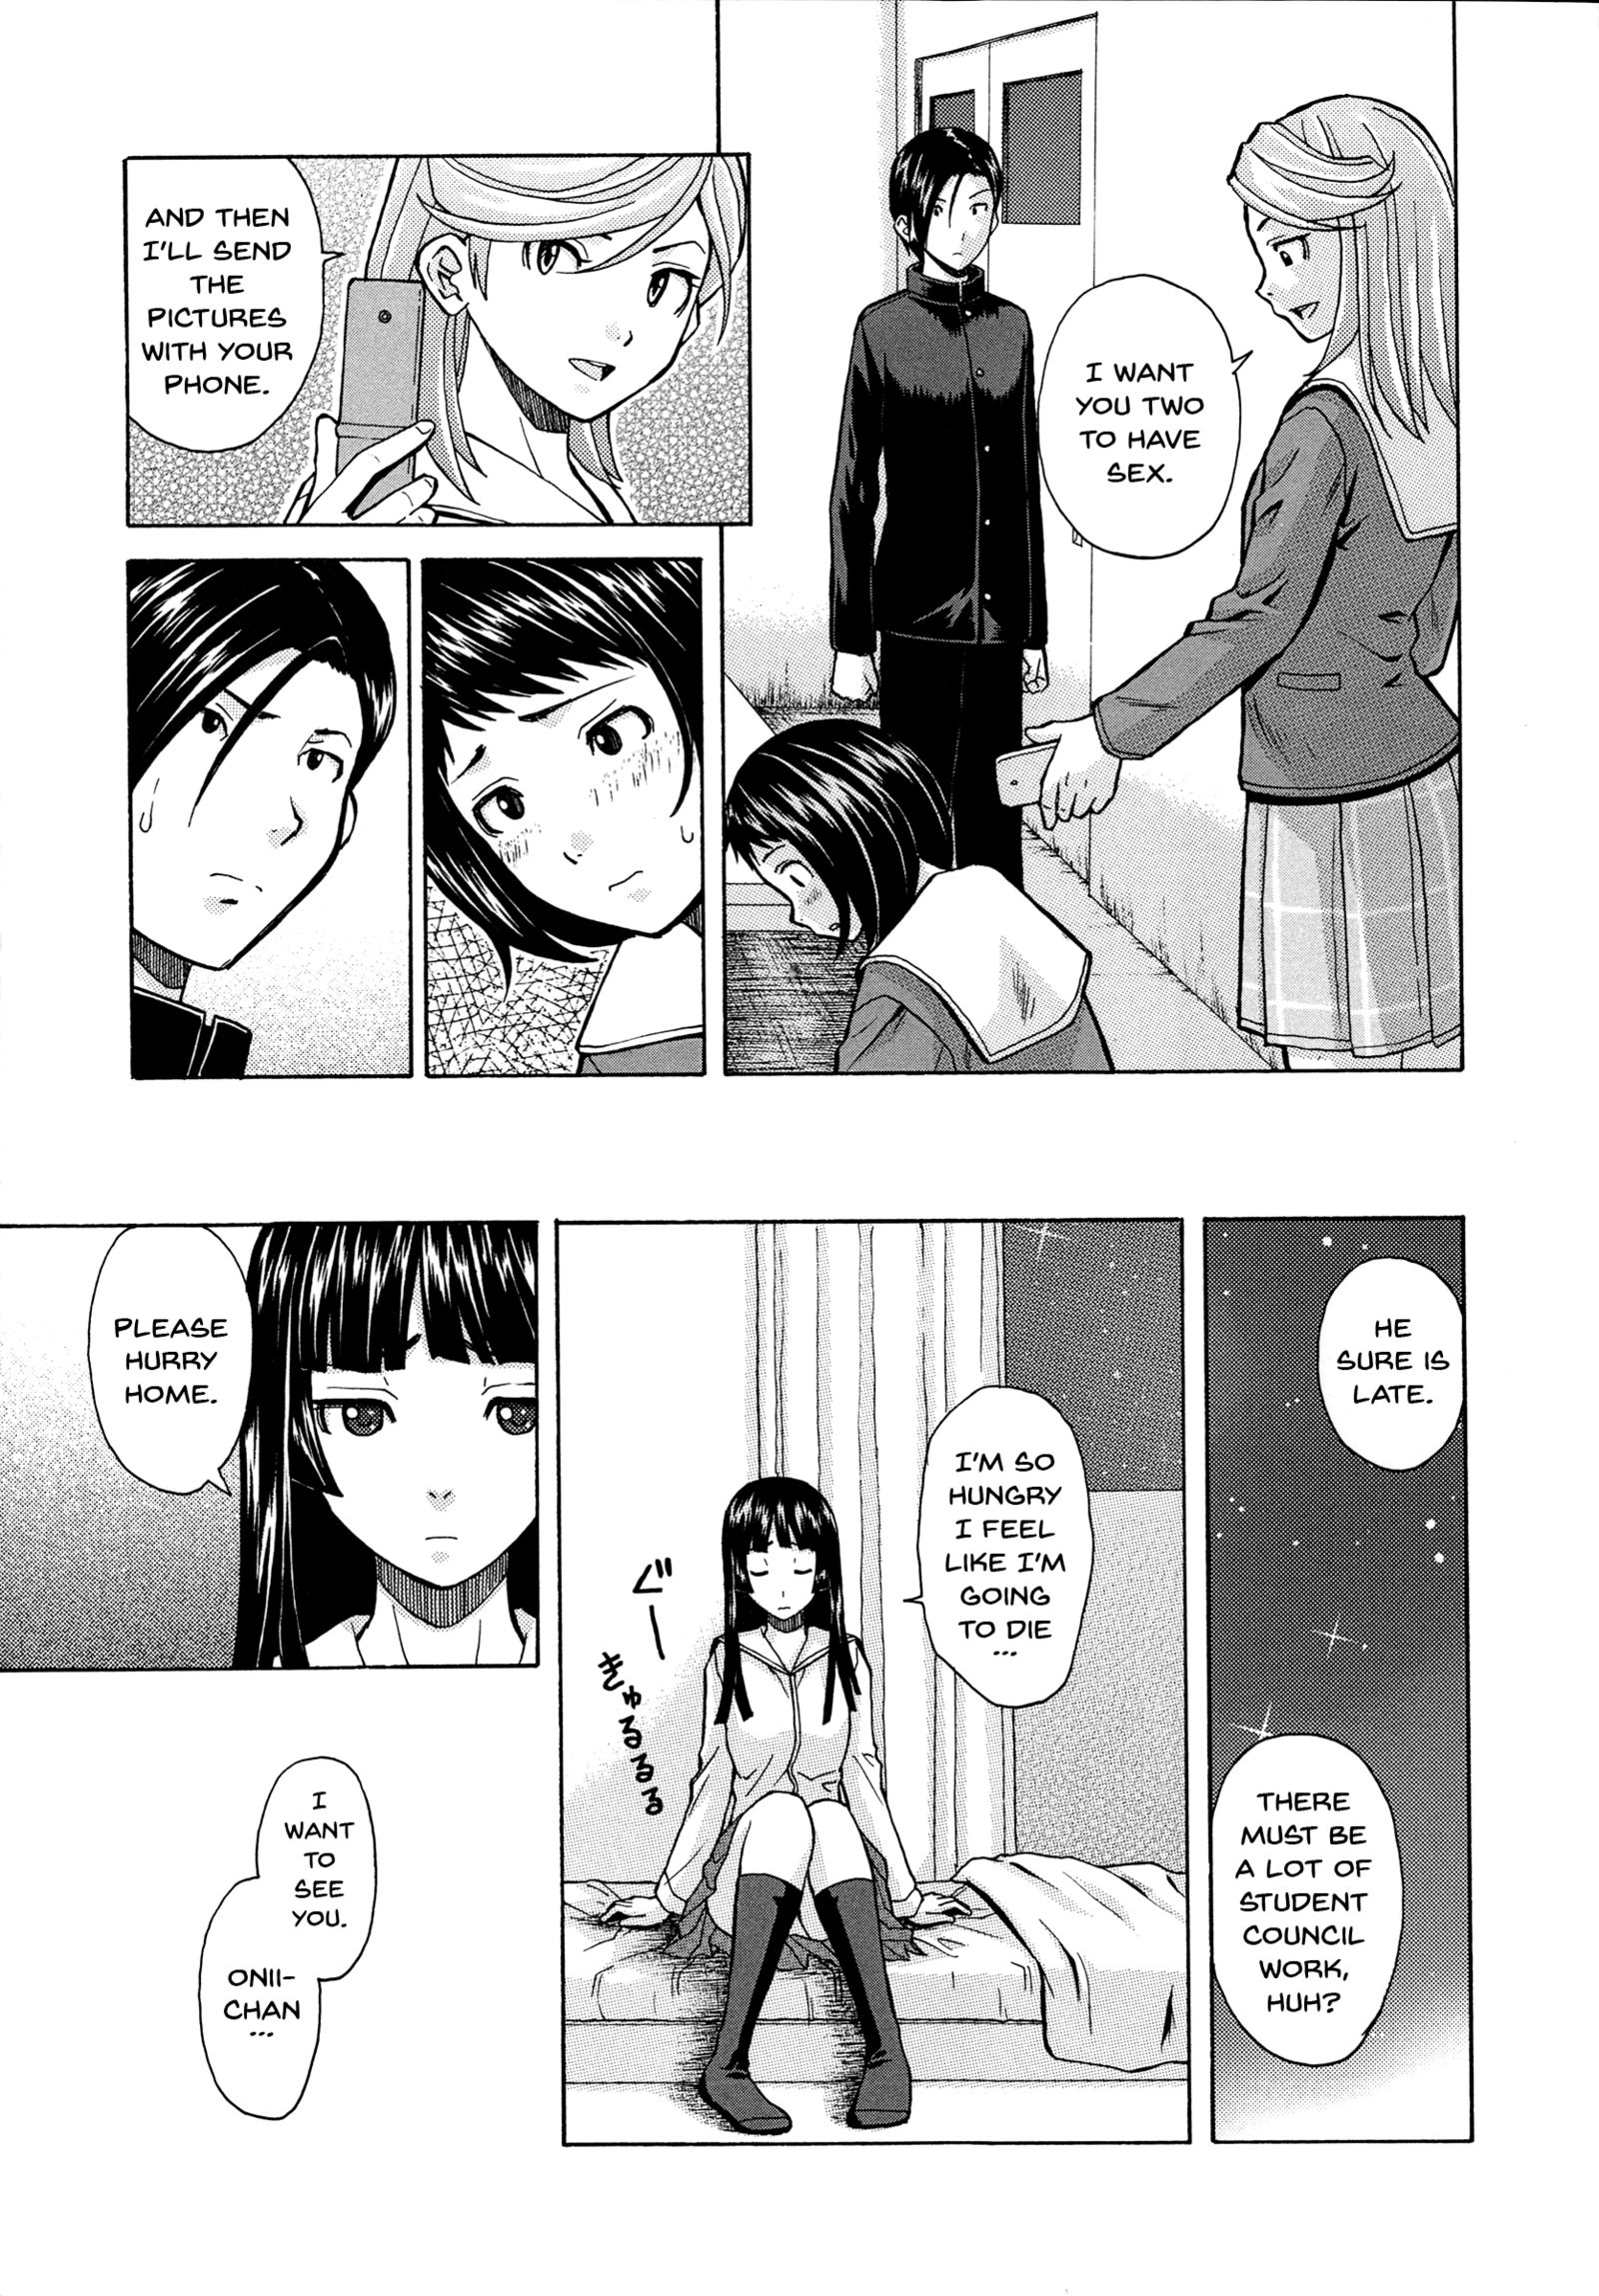 I WANT
YOU TWO
TO HAVE
SEX.
AND THEN
I'LL SEND
THE
PICTURES
WITH YOUR
PHONE.
HE
SURE IS
LATE.
THERE
MUST BE
A LOT OF
STUDENT
COUNCIL
WORK,
HUH?
I'M SO
HUNGRY
I FEEL
LIKE I'M
GOING
TO DIE
...
ぐー
きゅるるるる
PLEASE
HURRY
HOME.
I
WANT
TO
SEE
YOU.
ONII-
CHAN
...